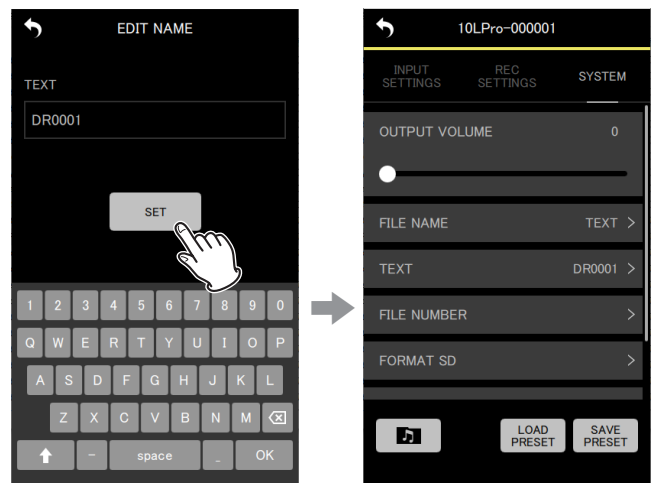 EDIT NAME
TEXT
DR0001
SET
1 2 3 4 5 6 7 8 9 0
Q W E R T Y U I O P
A S D F G H J K L
Z X C V B N M
- space _ OK
10LPro-000001
INPUT
SETTINGS
REC
SETTINGS
SYSTEM
OUTPUT VOLUME 0
FILE NAME TEXT >
TEXT DR0001 >
FILE NUMBER >
FORMAT SD >
LOAD
PRESET
SAVE
PRESET